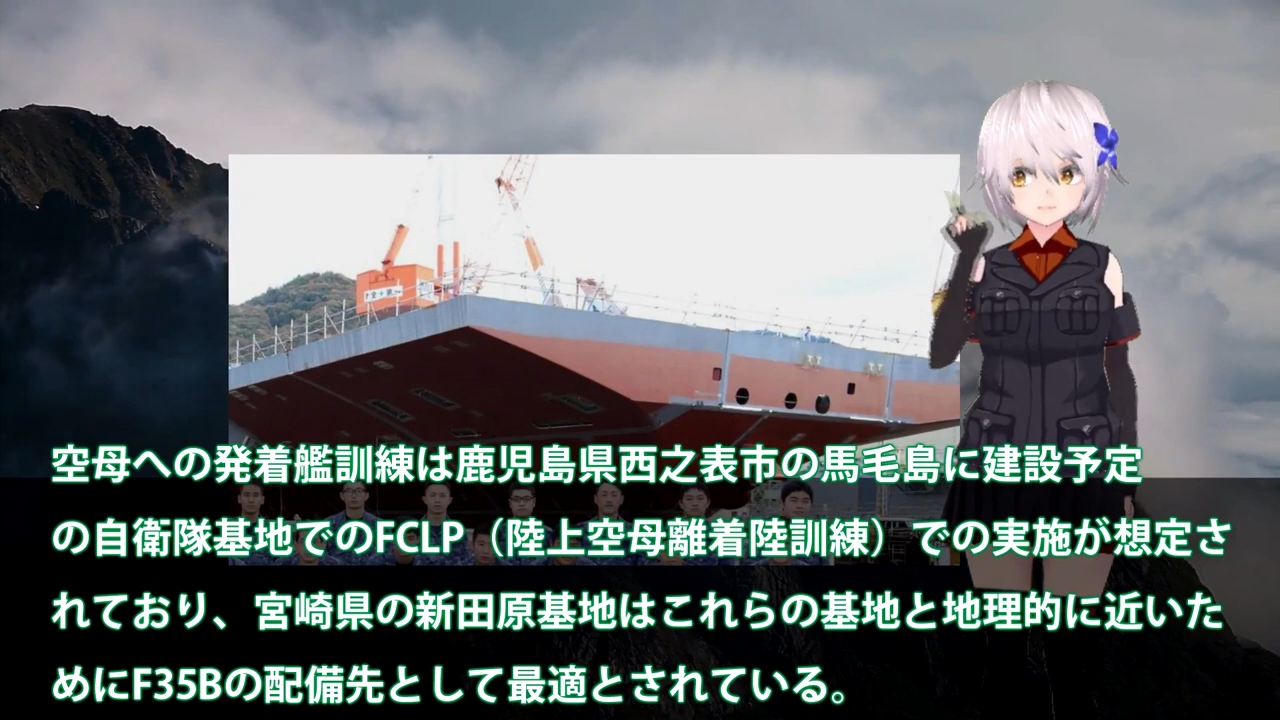 空母への発着艦訓練は鹿児島県西之表市の馬毛島に建設予定
の自衛隊基地でのFCLP（陸上空母離着陸訓練）での実施が想定さ
れており、宮崎県の新田原基地はこれらの基地と地理的に近いた
めにF35Bの配備先として最適とされている。